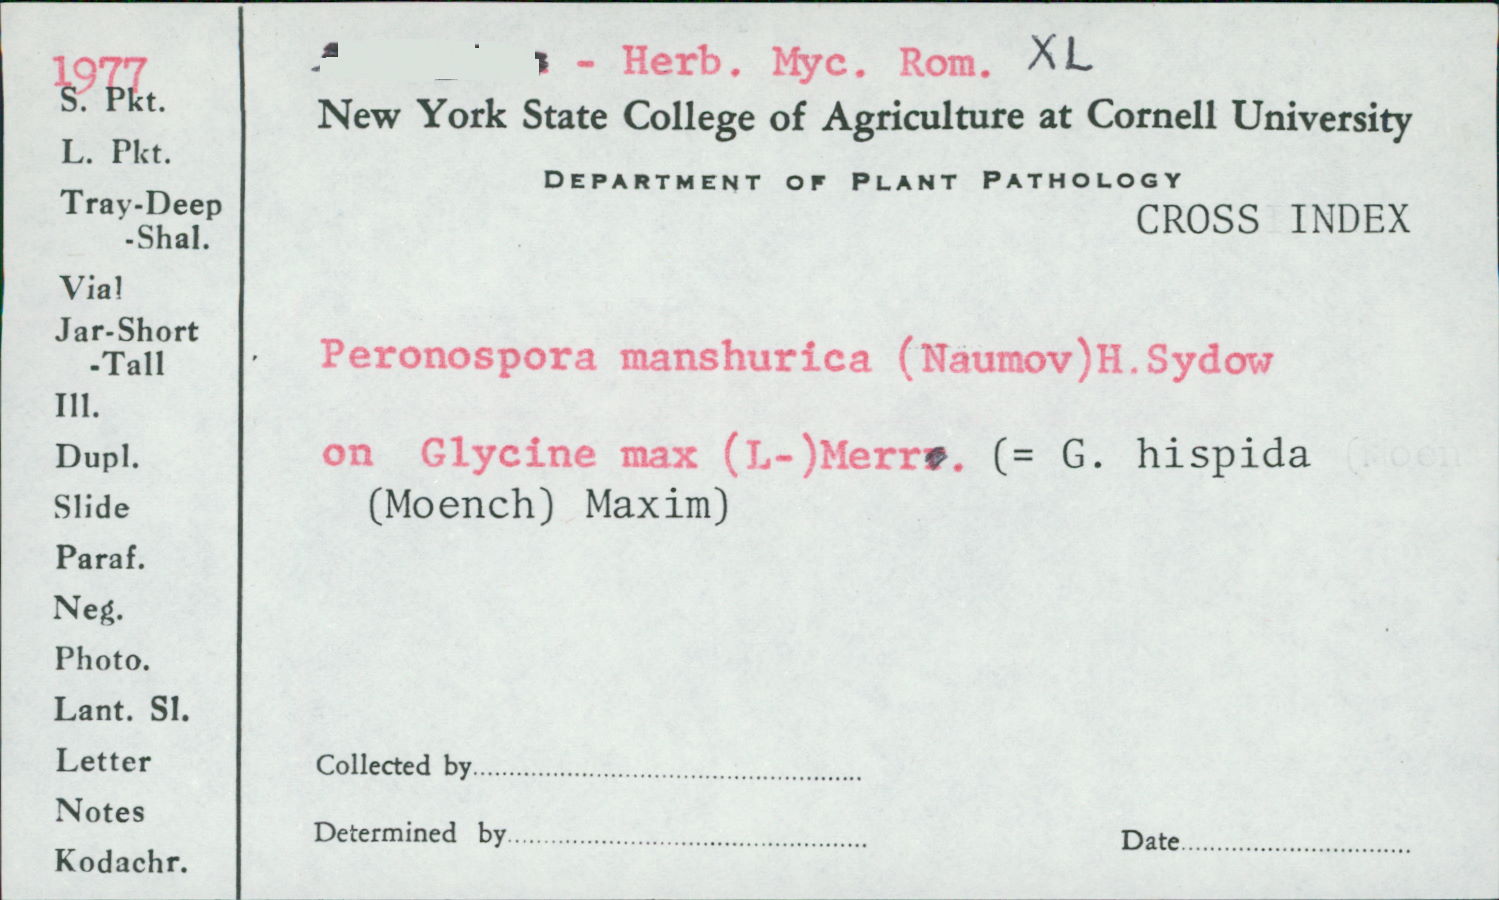 1977
- Herb. Myc. Rom. XL
New York State College of Agriculture at Cornell University
DEPARTMENT OF PLANT PATHOLOGY
CROSS INDEX
S. Pkt.
L. Pkt.
Tray-Deep
-Shal.
Vial
Jar-Short
-Tall
Ill.
Dupl.
Slide
Paraf.
Neg.
Photo.
Lant. Sl.
Letter
Notes
Kodachr.
Peronospora manshurica (Naumov)H.Sydow
on Glycine max (L-)Merr. (= G. hispida
(Moench) Maxim)
Collected by
Determined by
Date